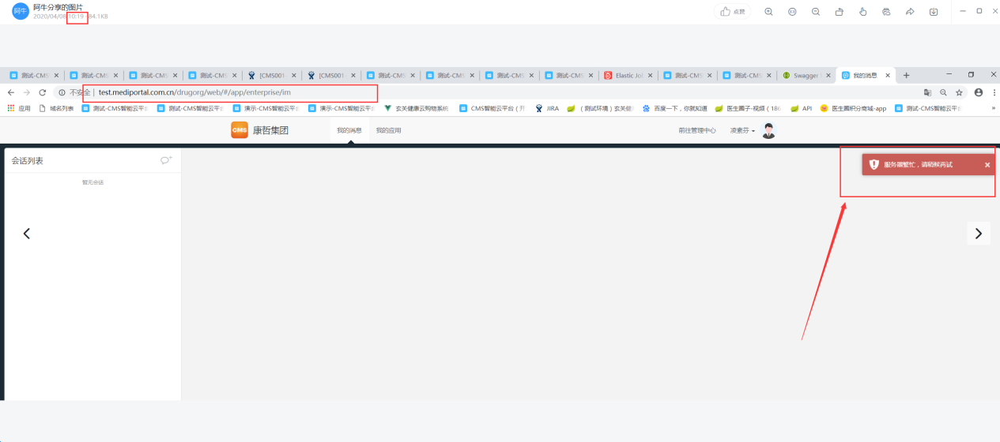 阿牛
阿牛分享的图片
2020/04/08 10:19 84.1KB
点赞
测试-CMS
测试-CMS
测试-CMS
测试-CMS
[CMS001
[CMS001
测试-CMS
测试-CMS
测试-CMS
测试-CMS
Elastic Jo
测试-CMS
测试-CMS
Swagger
我的消息
不安全 | test.mediportal.com.cn/drugorg/web/#/app/enterprise/im
应用
域名列表
测试-CMS智能云平台
测试-CMS智能云平台
演示-CMS智能云平台
演示-CMS智能云平台
玄关健康云购物系统
CMS智能云平台（开
JIRA
（测试环境）玄关健
百度一下，你就知道
医生圈子-视频（186
API
医生圈积分商城-app
测试-CMS智能云平台
»
CMS 康哲集团
我的消息
我的应用
前往管理中心
凌素芬
会话列表
服务器繁忙，请稍候再试
暂无会话